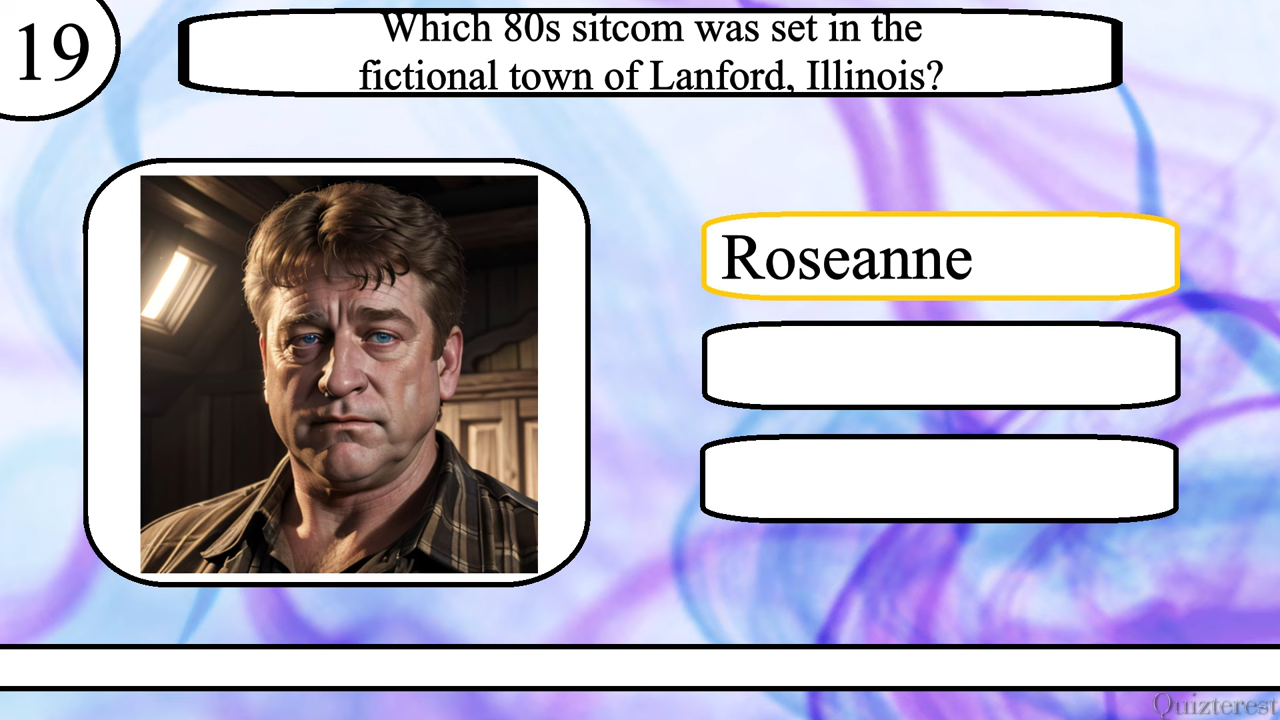 19
Which 80s sitcom was set in the
fictional town of Lanford, Illinois?
Roseanne
Quizterest